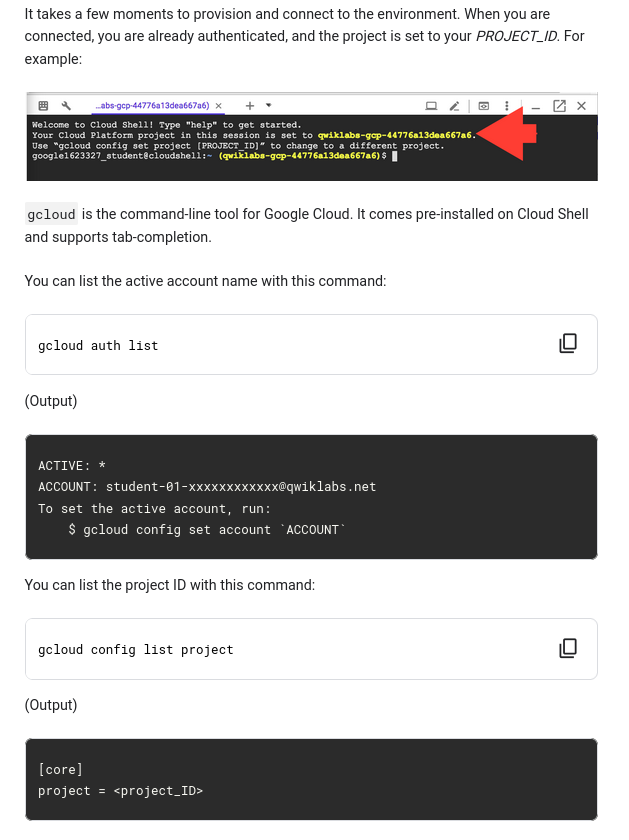 It takes a few moments to provision and connect to the environment. When you are
connected, you are already authenticated, and the project is set to your PROJECT_ID. For
example:
...abs-gcp-44776a13dea667a6) × + ▾
Welcome to Cloud Shell! Type "help" to get started.
Your Cloud Platform project in this session is set to qwiklabs-gcp-44776a13dea667a6.
Use "gcloud config set project [PROJECT_ID]" to change to a different project.
google1623327_student@cloudshell:~ (qwiklabs-gcp-44776a13dea667a6)$
gcloud is the command-line tool for Google Cloud. It comes pre-installed on Cloud Shell
and supports tab-completion.
You can list the active account name with this command:
gcloud auth list
(Output)
ACTIVE: *
ACCOUNT: student-01-xxxxxxxxxxxx@qwiklabs.net
To set the active account, run:
    $ gcloud config set account `ACCOUNT`
You can list the project ID with this command:
gcloud config list project
(Output)
[core]
project = <project_ID>